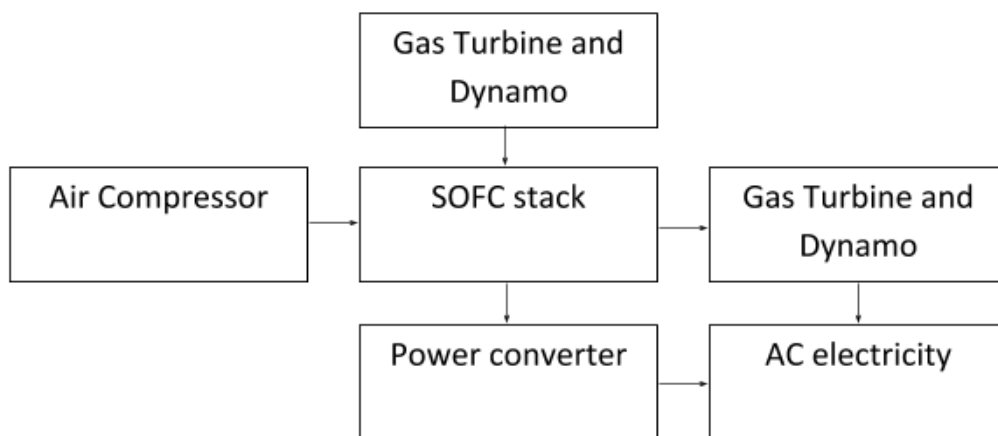 Gas Turbine and
Dynamo
Air Compressor
SOFC stack
Gas Turbine and
Dynamo
Power converter
AC electricity